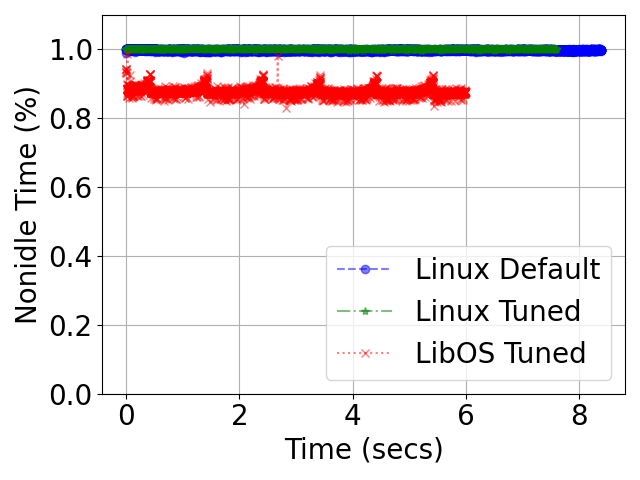 1.0
0.8
0.6
0.4
0.2
0.0
Nonidle Time (%)
Linux Default
Linux Tuned
LibOS Tuned
0 2 4 6 8
Time (secs)